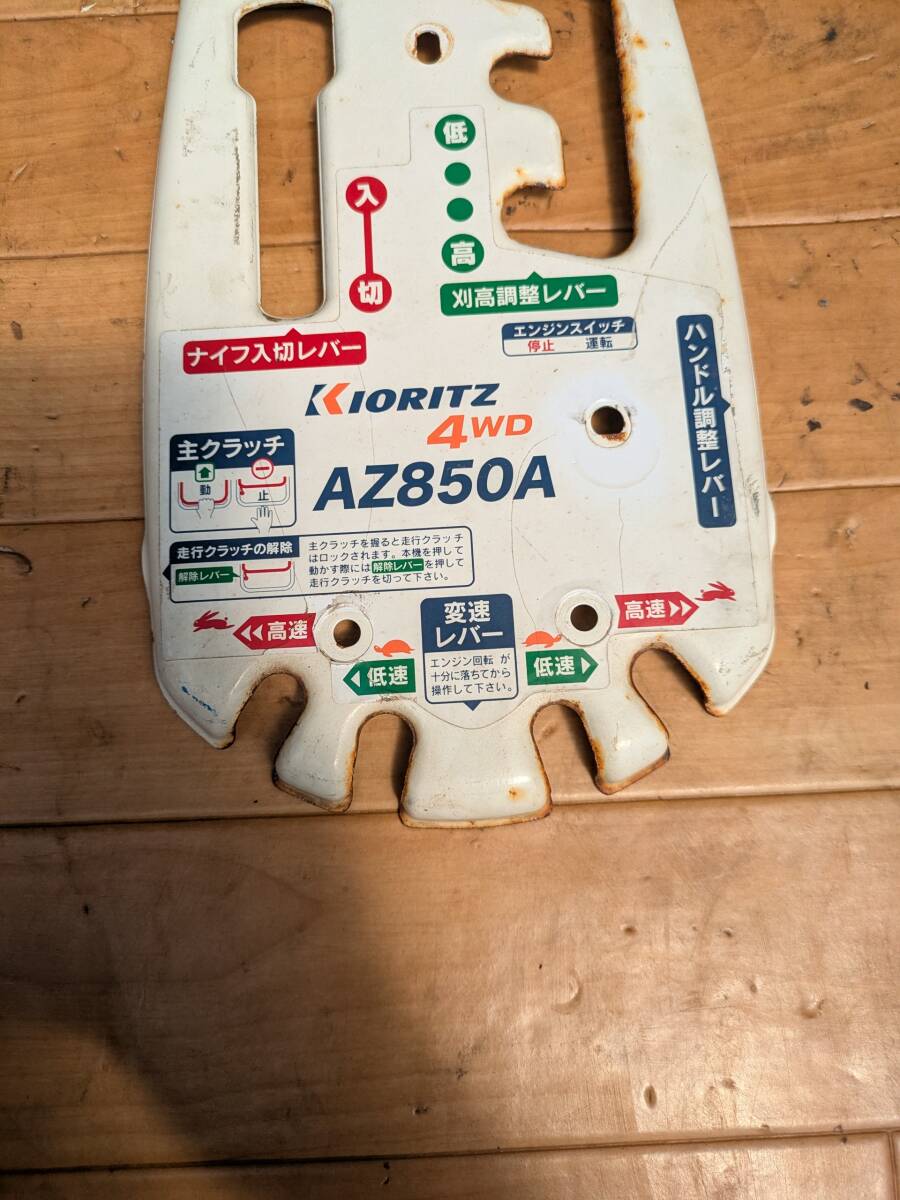 低
入
高
切
刈高調整レバー
エンジンスイッチ
停止 運転
ナイフ入切レバー
ハンドル調整レバー
KIORITZ
4WD
AZ850A
主クラッチ
動 止
走行クラッチの解除
解除レバー
主クラッチを握ると走行クラッチ
はロックされます。本機を押して
動かす際には解除レバーを押して
走行クラッチを切って下さい。
高速
低速
変速
レバー
エンジン回転が
十分に落ちてから
操作して下さい。
低速
高速